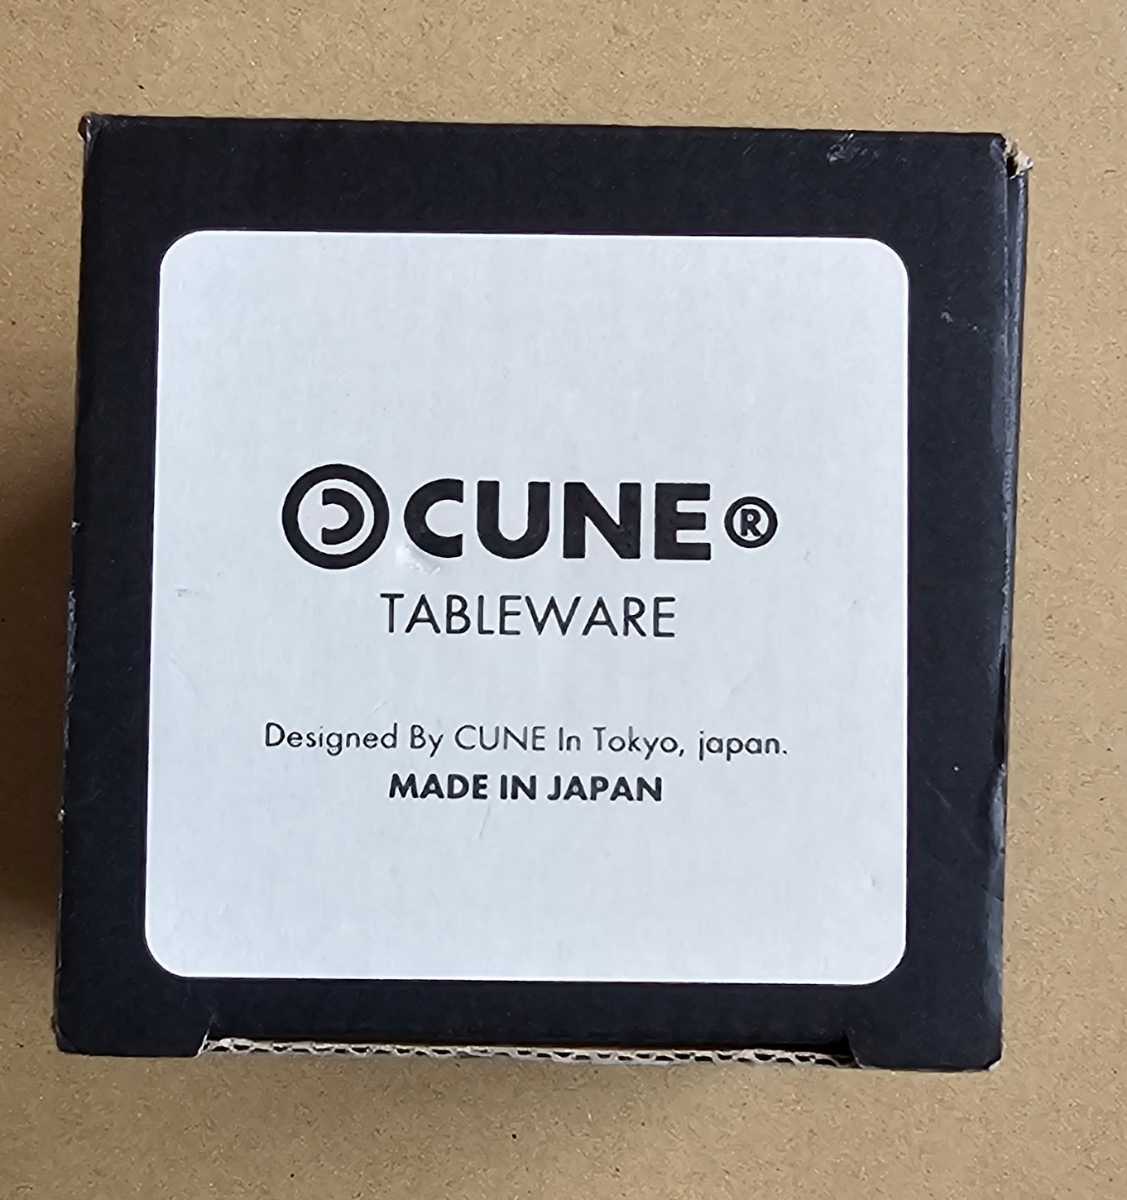 CUNE®
TABLEWARE
Designed By CUNE In Tokyo, japan.
MADE IN JAPAN